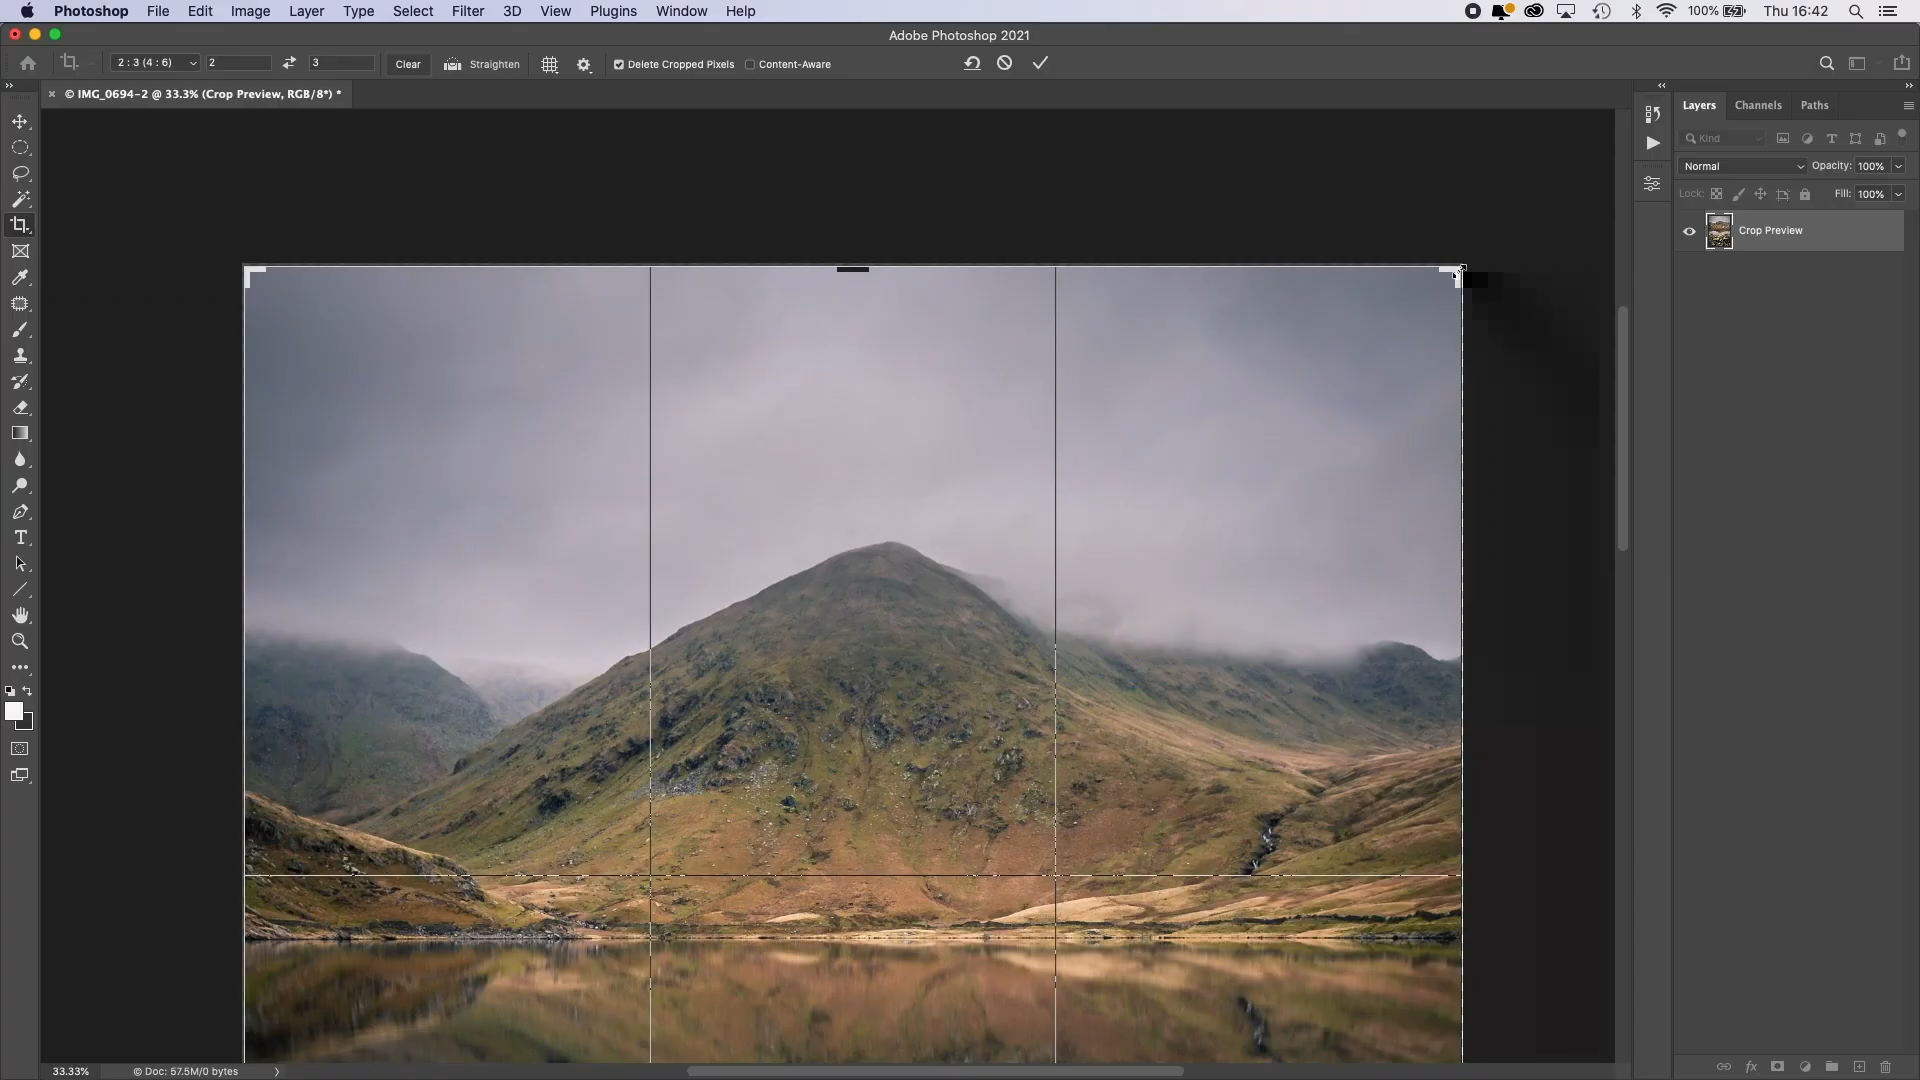 Photoshop File Edit Image Layer Type Select Filter 3D View Plugins Window Help 100% Thu 16:42
Adobe Photoshop 2021
2 : 3 (4 : 6) 2 3 Clear Straighten Delete Cropped Pixels Content-Aware
© IMG_0694-2 @ 33.3% (Crop Preview, RGB/8*) *
Layers Channels Paths
Kind
Normal Opacity: 100%
Lock: Fill: 100%
Crop Preview
33.33% © Doc: 57.5M/0 bytes